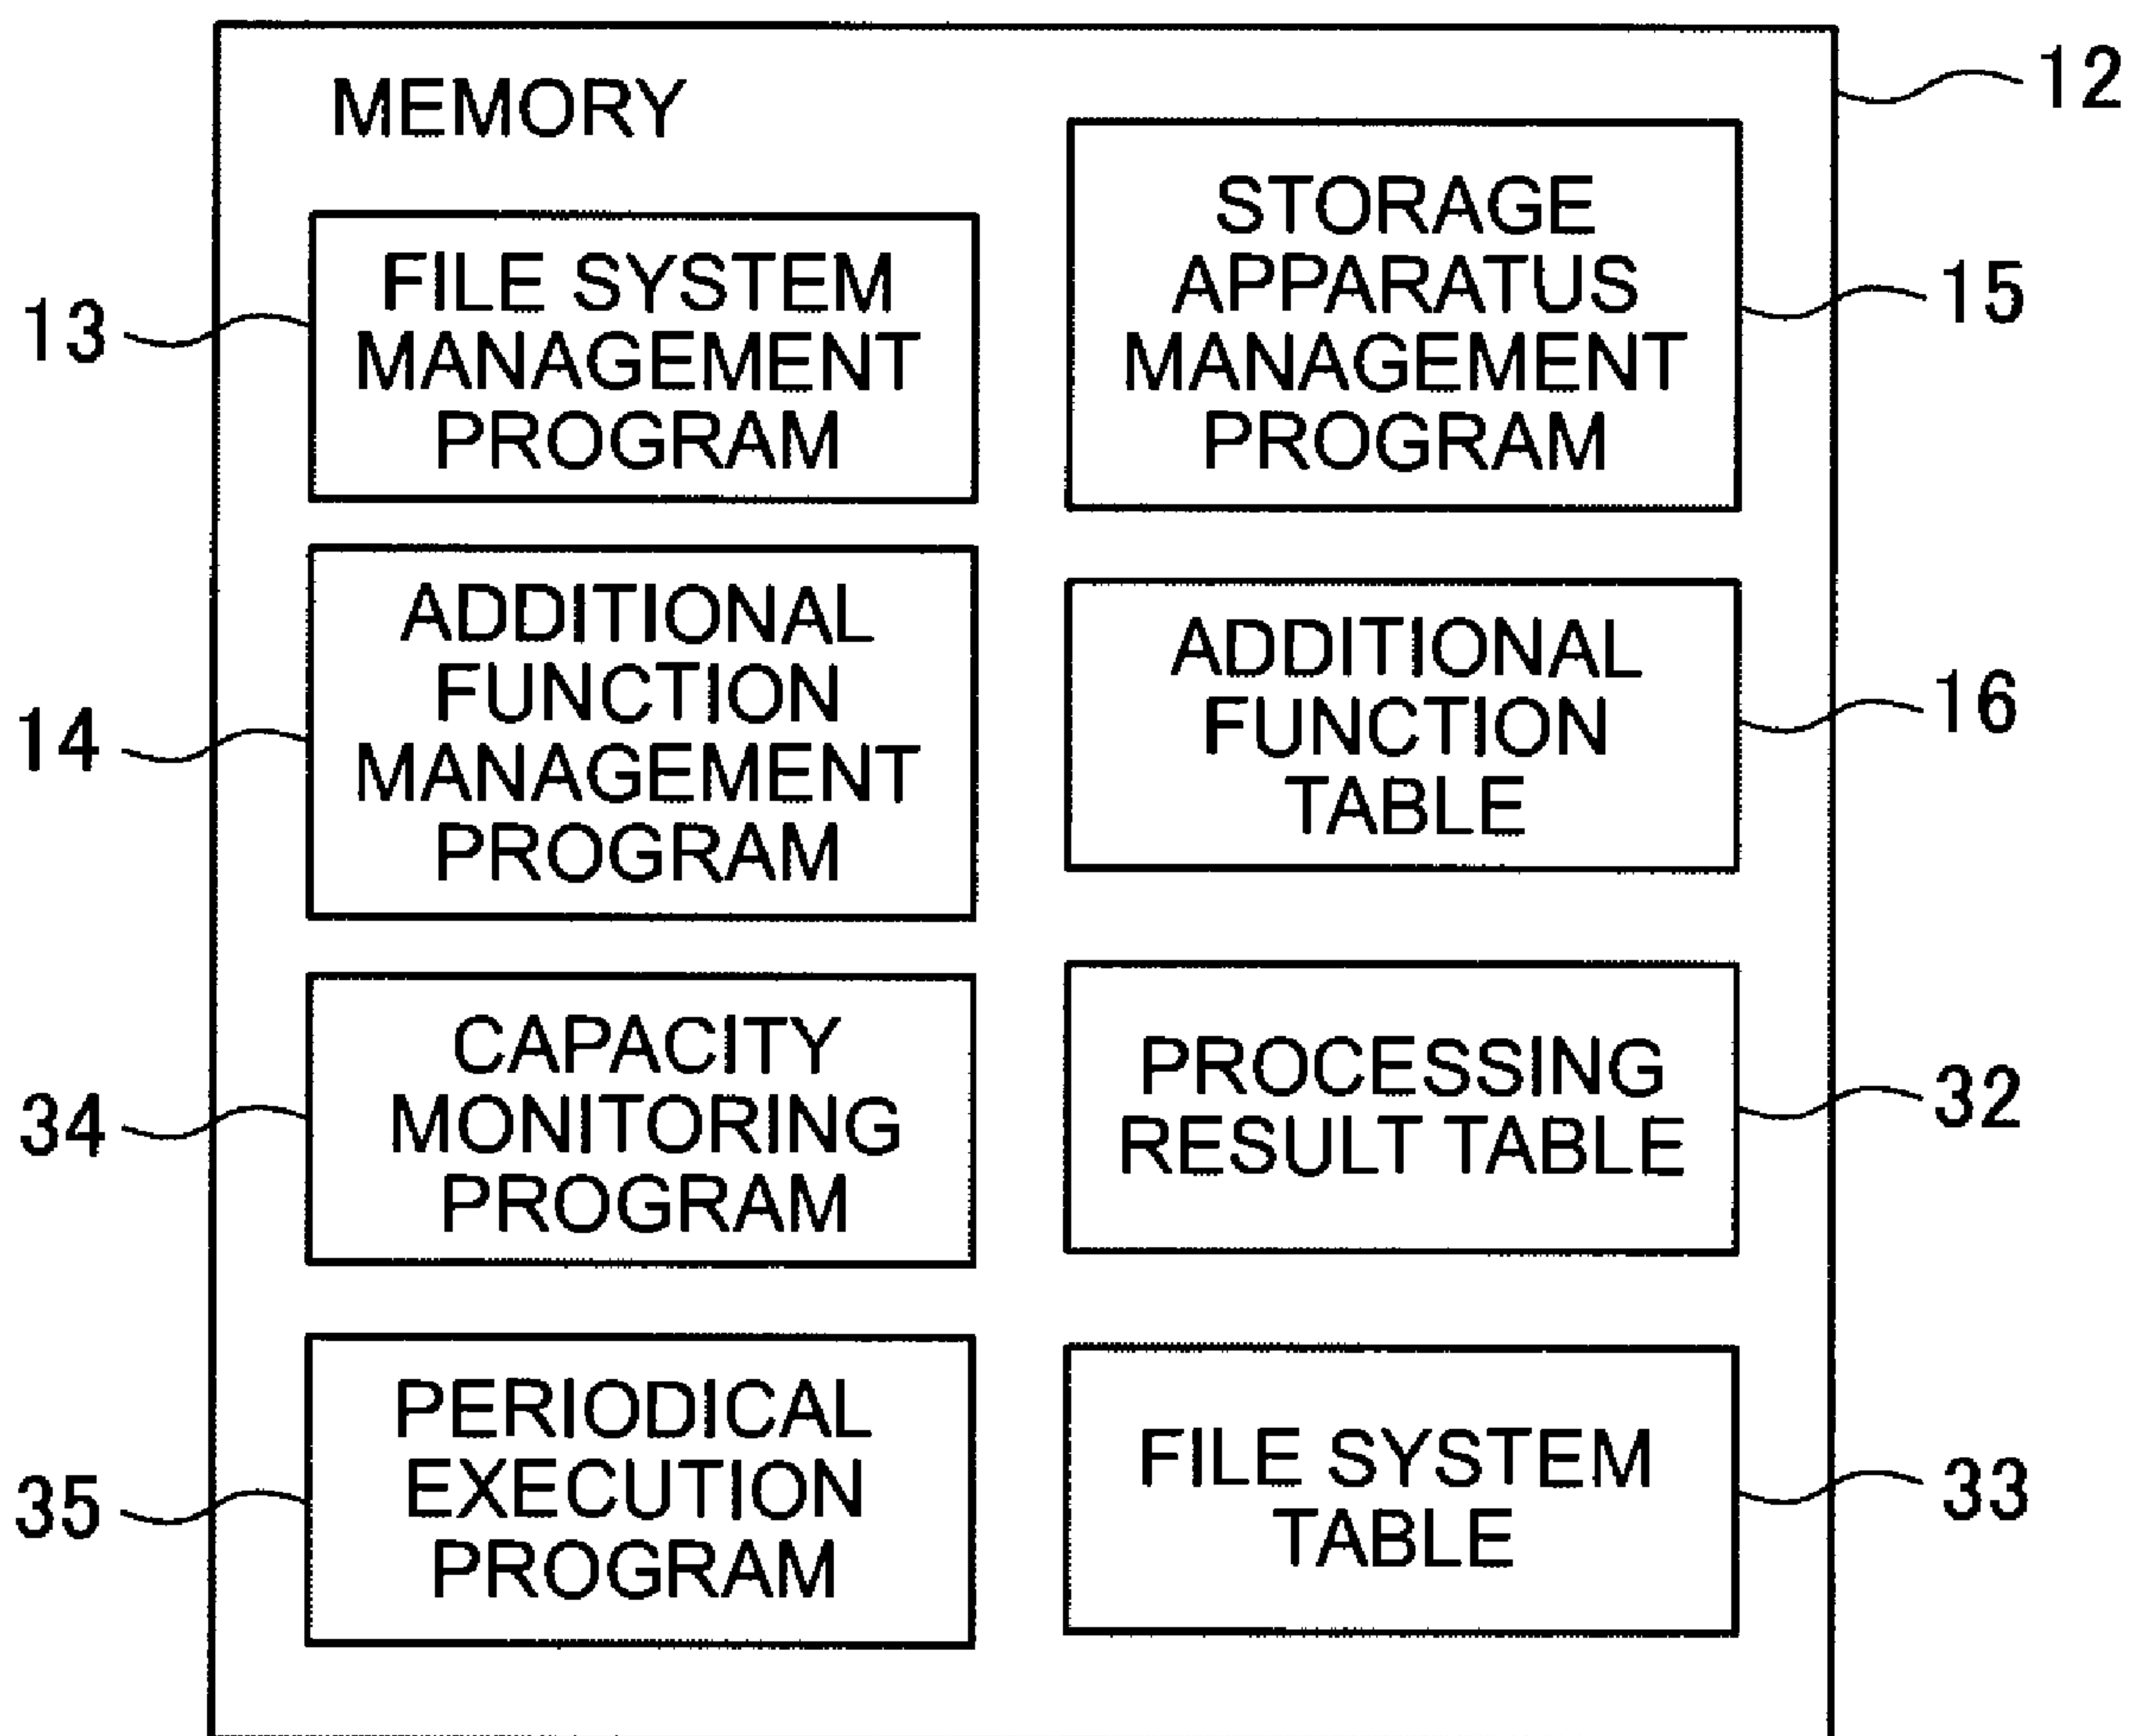 MEMORY
12
FILE SYSTEM
MANAGEMENT
PROGRAM
13
STORAGE
APPARATUS
MANAGEMENT
PROGRAM
15
ADDITIONAL
FUNCTION
MANAGEMENT
PROGRAM
14
ADDITIONAL
FUNCTION
TABLE
16
CAPACITY
MONITORING
PROGRAM
34
PROCESSING
RESULT TABLE
32
PERIODICAL
EXECUTION
PROGRAM
35
FILE SYSTEM
TABLE
33